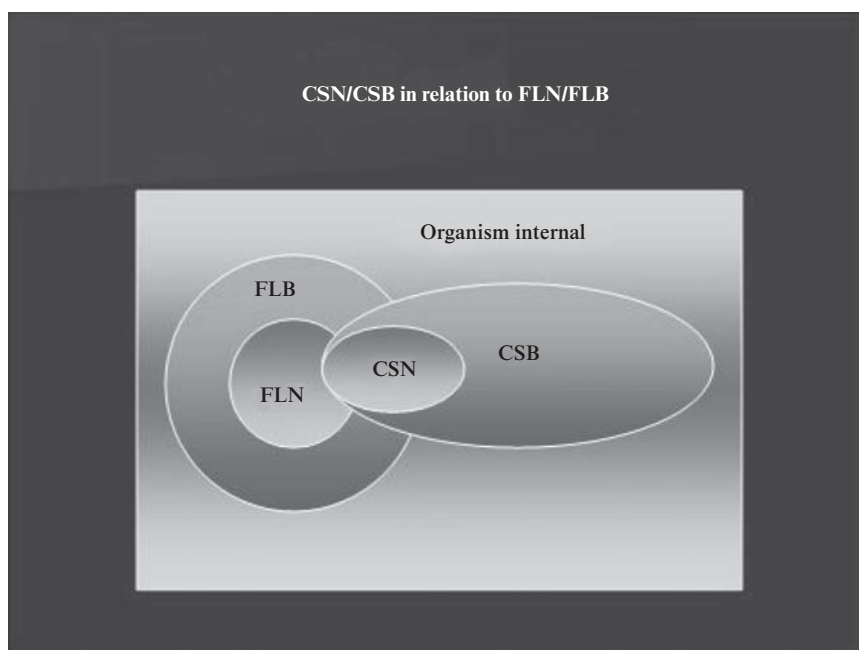 CSN/CSB in relation to FLN/FLB
Organism internal
FLB
CSB
CSN
FLN